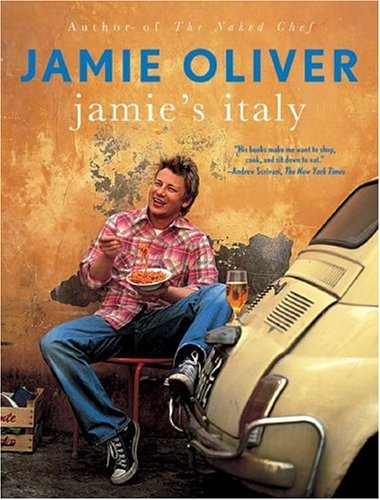 Author of The Naked Chef
JAMIE OLIVER
jamie's italy
"His books make me want to shop,
cook, and sit down to eat."
–Andrew Scrivani, The New York Times